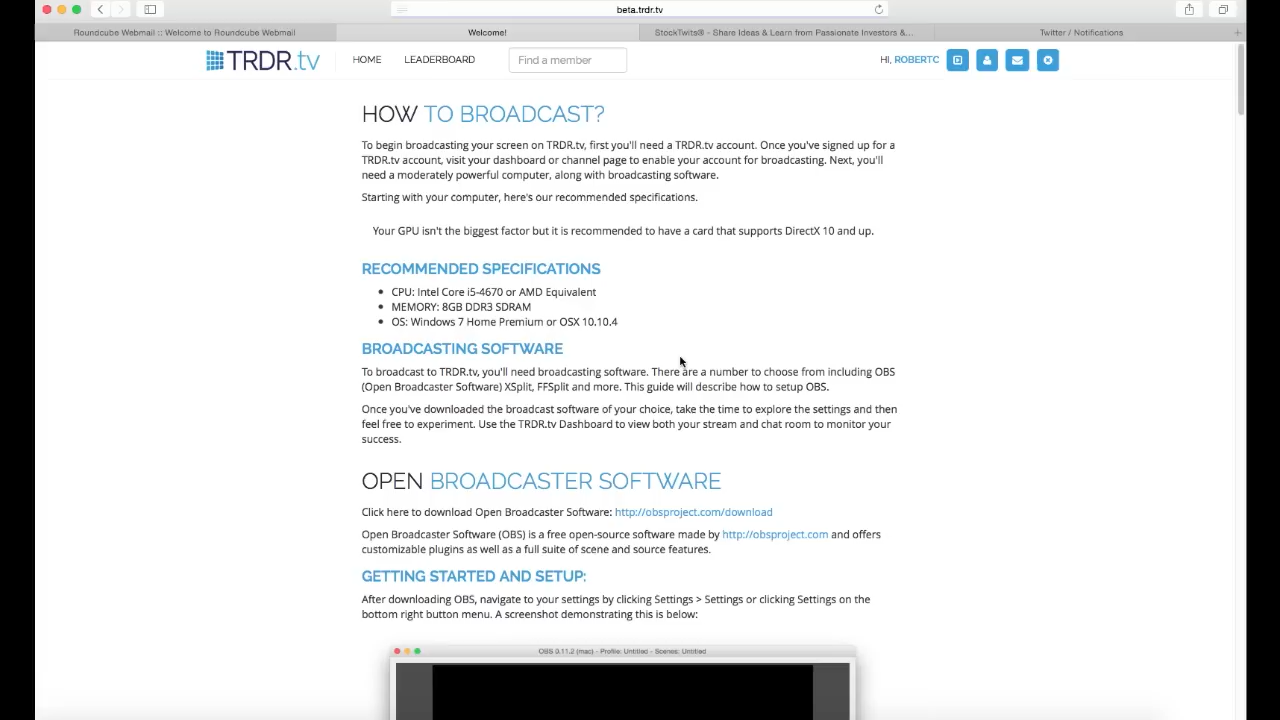 beta.trdr.tv
Roundcube Webmail :: Welcome to Roundcube Webmail
Welcome!
StockTwits® - Share Ideas & Learn from Passionate Investors &...
Twitter / Notifications
TRDR.tv
HOME
LEADERBOARD
Find a member
HI, ROBERTC
HOW TO BROADCAST?
To begin broadcasting your screen on TRDR.tv, first you'll need a TRDR.tv account. Once you've signed up for a
TRDR.tv account, visit your dashboard or channel page to enable your account for broadcasting. Next, you'll
need a moderately powerful computer, along with broadcasting software.
Starting with your computer, here's our recommended specifications.
Your GPU isn't the biggest factor but it is recommended to have a card that supports DirectX 10 and up.
RECOMMENDED SPECIFICATIONS
• CPU: Intel Core i5-4670 or AMD Equivalent
• MEMORY: 8GB DDR3 SDRAM
• OS: Windows 7 Home Premium or OSX 10.10.4
BROADCASTING SOFTWARE
To broadcast to TRDR.tv, you'll need broadcasting software. There are a number to choose from including OBS
(Open Broadcaster Software) XSplit, FFSplit and more. This guide will describe how to setup OBS.
Once you've downloaded the broadcast software of your choice, take the time to explore the settings and then
feel free to experiment. Use the TRDR.tv Dashboard to view both your stream and chat room to monitor your
success.
OPEN BROADCASTER SOFTWARE
Click here to download Open Broadcaster Software: http://obsproject.com/download
Open Broadcaster Software (OBS) is a free open-source software made by http://obsproject.com and offers
customizable plugins as well as a full suite of scene and source features.
GETTING STARTED AND SETUP:
After downloading OBS, navigate to your settings by clicking Settings > Settings or clicking Settings on the
bottom right button menu. A screenshot demonstrating this is below:
OBS 0.11.2 (mac) - Profile: Untitled - Scenes: Untitled